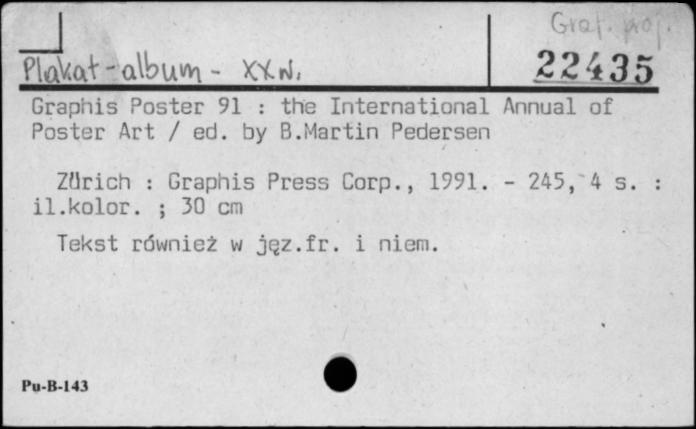 Graf. proj.
Plakat-album - XX w.
22435
Graphis Poster 91 : the International Annual of
Poster Art / ed. by B.Martin Pedersen
Zürich : Graphis Press Corp., 1991. - 245, 4 s. :
il.kolor. ; 30 cm
Tekst również w jęz.fr. i niem.
Pu-B-143